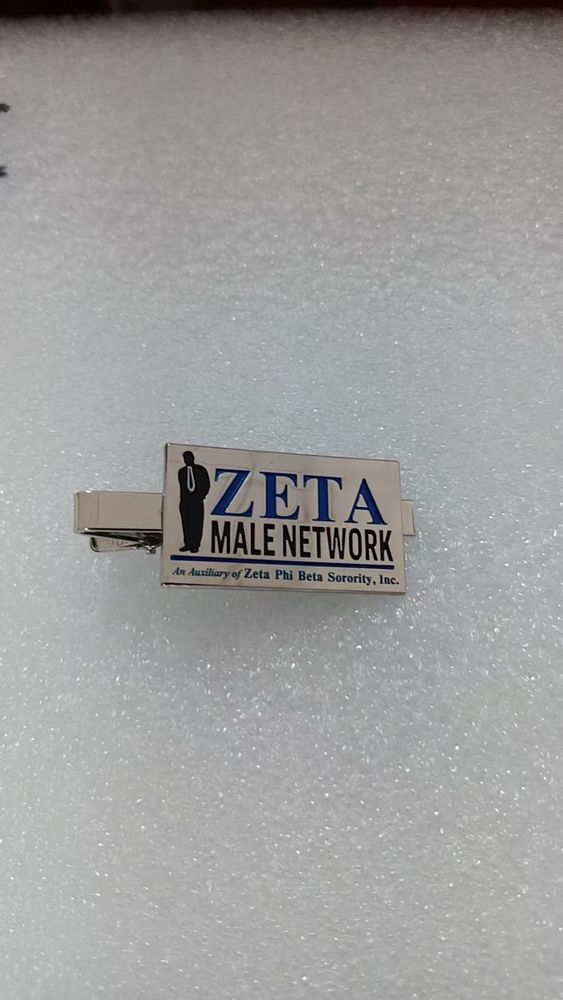 ZETA
MALE NETWORK
An Auxiliary of Zeta Phi Beta Sorority, Inc.